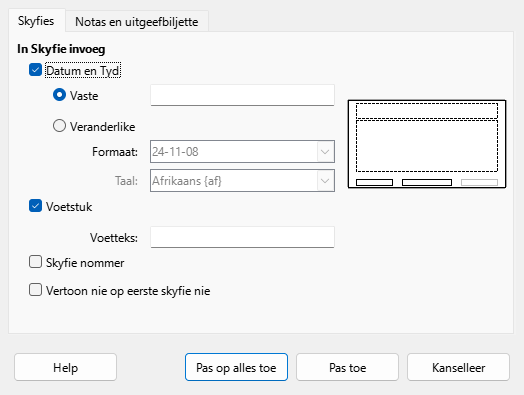 Skyfies
Notas en uitgeefbiljette
In Skyfie invoeg
Datum en Tyd
Vaste
Veranderlike
Formaat: 24-11-08
Taal: Afrikaans {af}
Voetstuk
Voetteks:
Skyfie nommer
Vertoon nie op eerste skyfie nie
Help
Pas op alles toe
Pas toe
Kanselleer